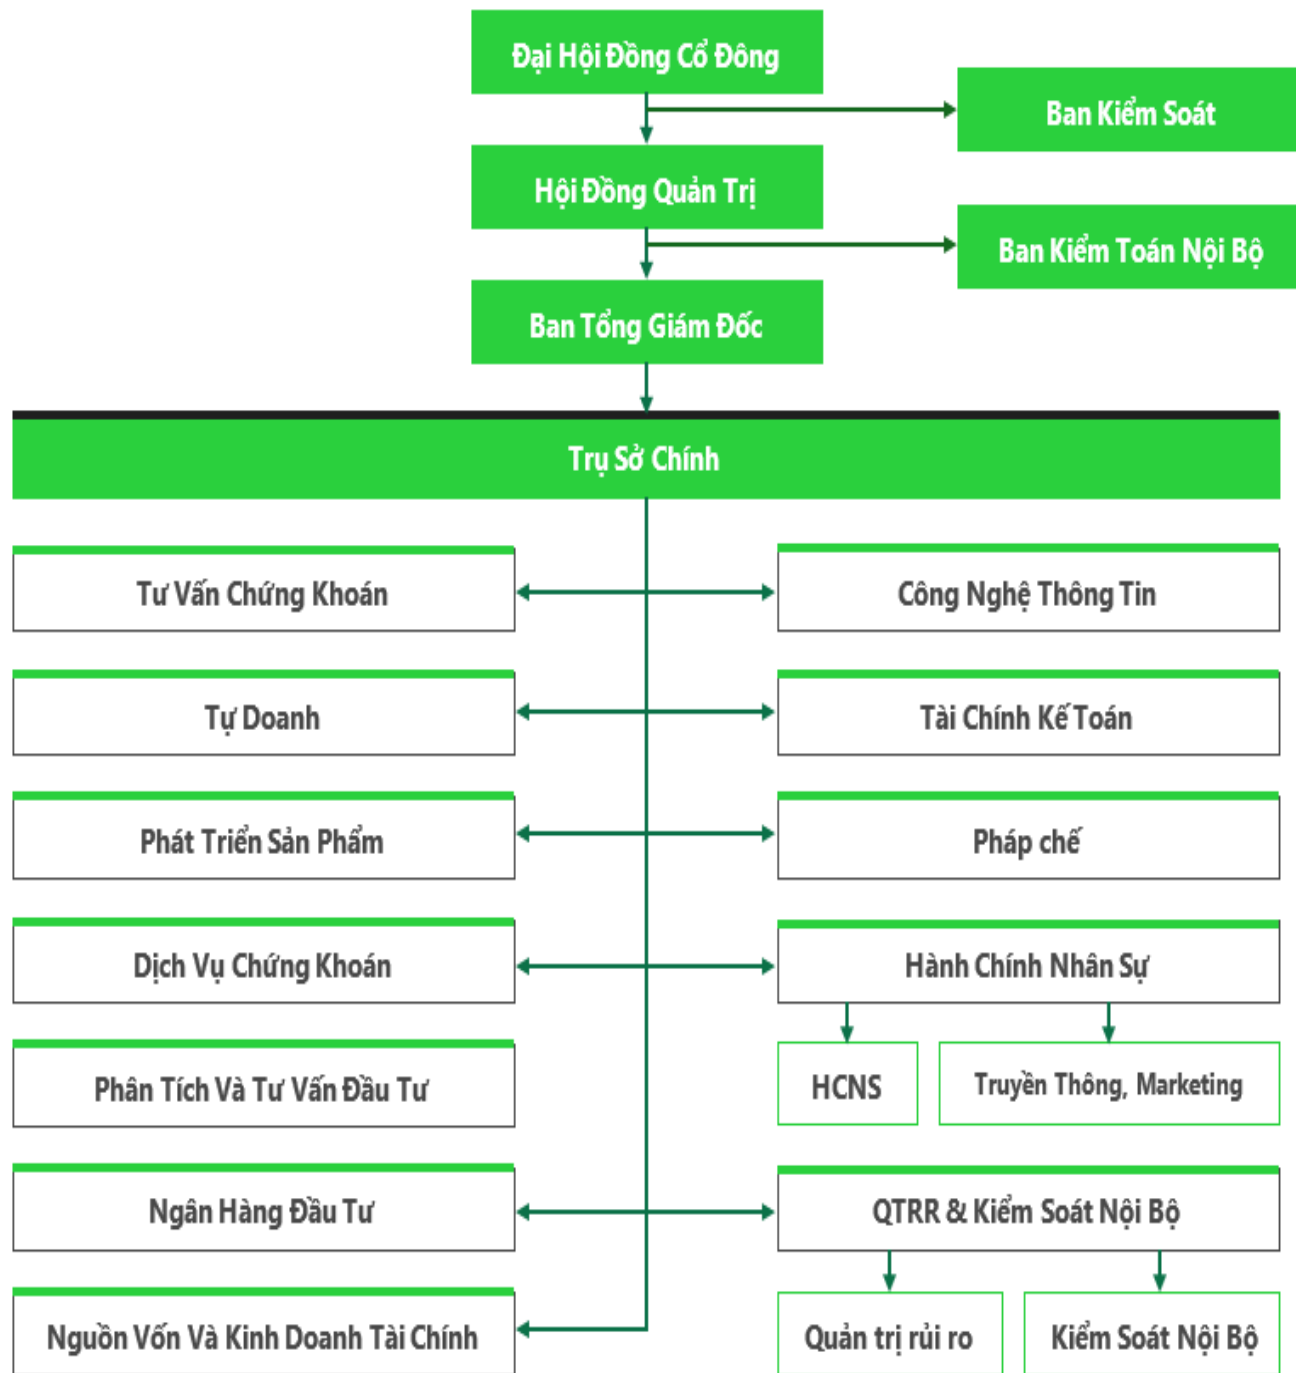 Đại Hội Đồng Cổ Đông
Ban Kiểm Soát
Hội Đồng Quản Trị
Ban Kiểm Toán Nội Bộ
Ban Tổng Giám Đốc
Trụ Sở Chính
Tư Vấn Chứng Khoán
Công Nghệ Thông Tin
Tự Doanh
Tài Chính Kế Toán
Phát Triển Sản Phẩm
Pháp chế
Dịch Vụ Chứng Khoán
Hành Chính Nhân Sự
Phân Tích Và Tư Vấn Đầu Tư
HCNS
Truyền Thông, Marketing
Ngân Hàng Đầu Tư
QTRR & Kiểm Soát Nội Bộ
Nguồn Vốn Và Kinh Doanh Tài Chính
Quản trị rủi ro
Kiểm Soát Nội Bộ